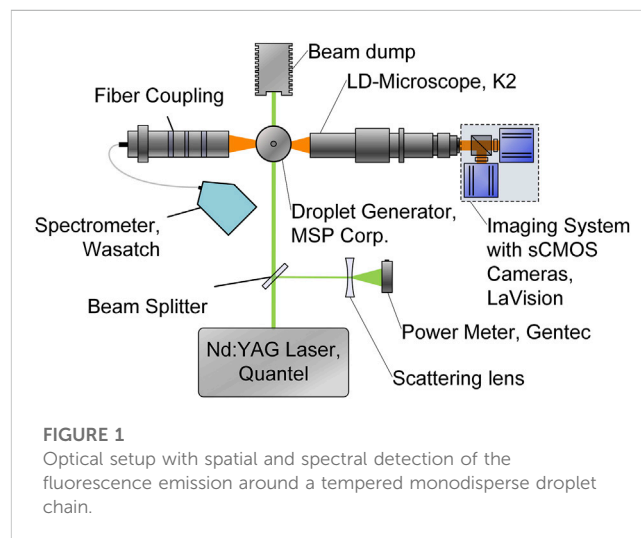 Beam dump
LD-Microscope, K2
Fiber Coupling
Spectrometer,
Wasatch
Droplet Generator,
MSP Corp.
Imaging System
with sCMOS
Cameras,
LaVision
Beam Splitter
Power Meter, Gentec
Nd:YAG Laser,
Quantel
Scattering lens
FIGURE 1
Optical setup with spatial and spectral detection of the
fluorescence emission around a tempered monodisperse droplet
chain.